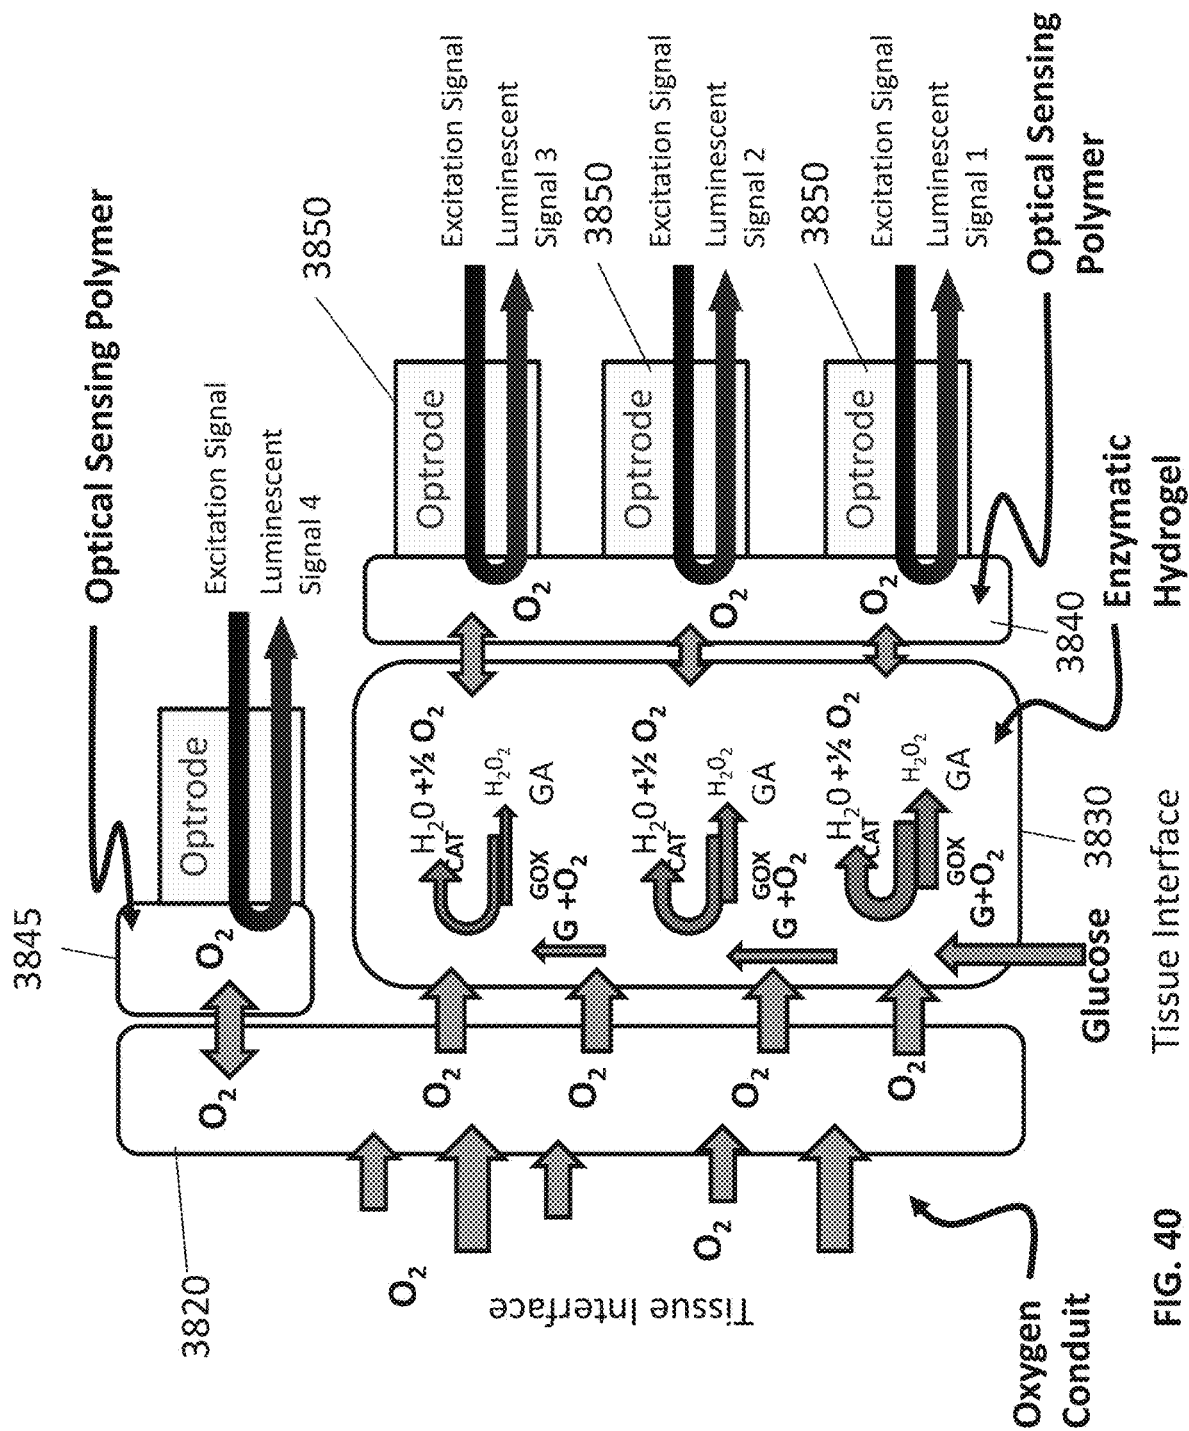 Optical Sensing Polymer
3845
Excitation Signal
Luminescent
Signal 4
Optrode
O₂
O₂
3820
3850
Excitation Signal
Luminescent
Signal 3
Optrode
O₂
3850
Excitation Signal
Luminescent
Signal 2
Optrode
O₂
3850
Excitation Signal
Luminescent
Signal 1
Optrode
O₂
Optical Sensing
Polymer
3840
H₂O+½ O₂
CAT
H₂O₂
GOX
GA
G +O₂
H₂O+½ O₂
CAT
H₂O₂
GOX
GA
G +O₂
H₂O+½ O₂
CAT
H₂O₂
GOX
GA
G+O₂
Enzymatic
Hydrogel
3830
Glucose
Tissue Interface
O₂
O₂
O₂
O₂
O₂
O₂
Tissue Interface
Oxygen
Conduit
FIG. 40